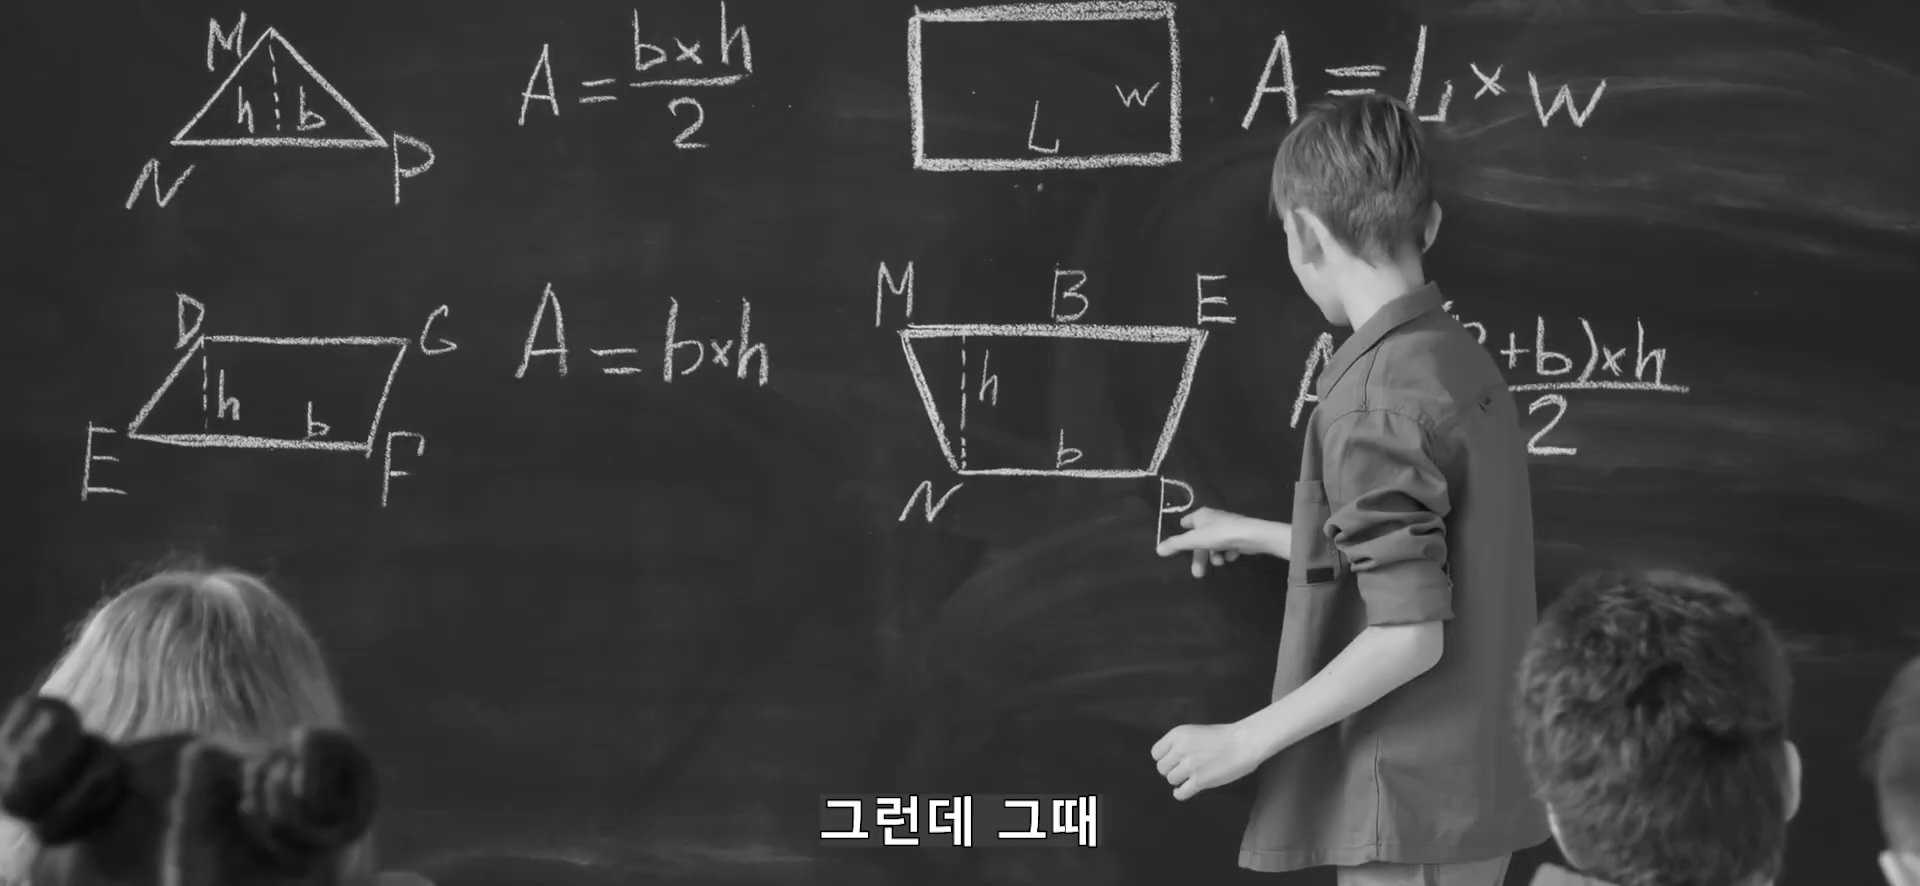 M
h b
N P
A = b×h / 2
L W
A = L × W
D G
h b
E F
A = b×h
M B E
h
b
N P
+b)×h / 2
그런데 그때